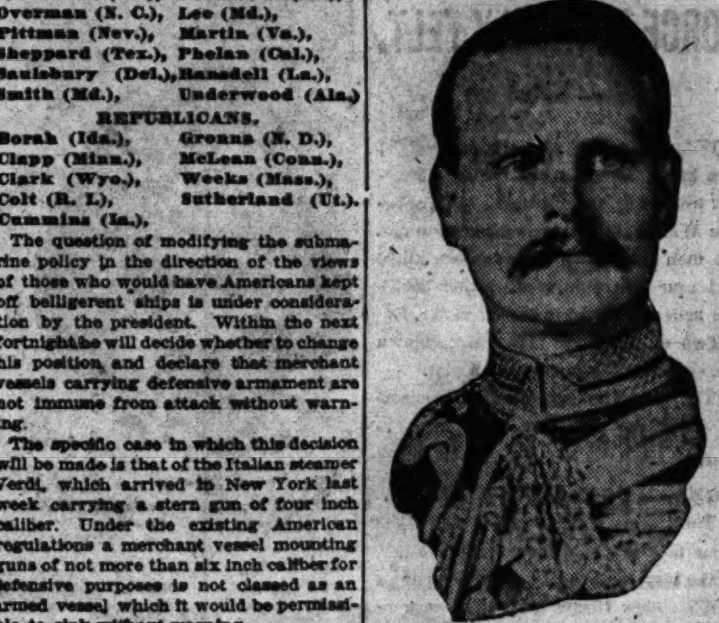 Overman (N. C.), Lee (Md.),
Pittman (Nev.), Martin (Va.),
Sheppard (Tex.), Phelan (Cal.),
Saulsbury (Del.), Ransdell (La.),
Smith (Md.), Underwood (Ala.)
REPUBLICANS.
Borah (Ida.), Gronna (N. D.),
Clapp (Minn.), McLean (Conn.),
Clark (Wyo.), Weeks (Mass.),
Colt (R. I.), Sutherland (Ut.).
Cummins (Ia.),
The question of modifying the subma-
rine policy in the direction of the views
of those who would have Americans kept
off belligerent ships is under considera-
tion by the president. Within the next
fortnight he will decide whether to change
his position and declare that merchant
vessels carrying defensive armament are
not immune from attack without warn-
ing.
The specific case in which this decision
will be made is that of the Italian steamer
Verdi, which arrived in New York last
week carrying a stern gun of four inch
caliber. Under the existing American
regulations a merchant vessel mounting
guns of not more than six inch caliber for
defensive purposes is not classed as an
armed vessel which it would be permissi-